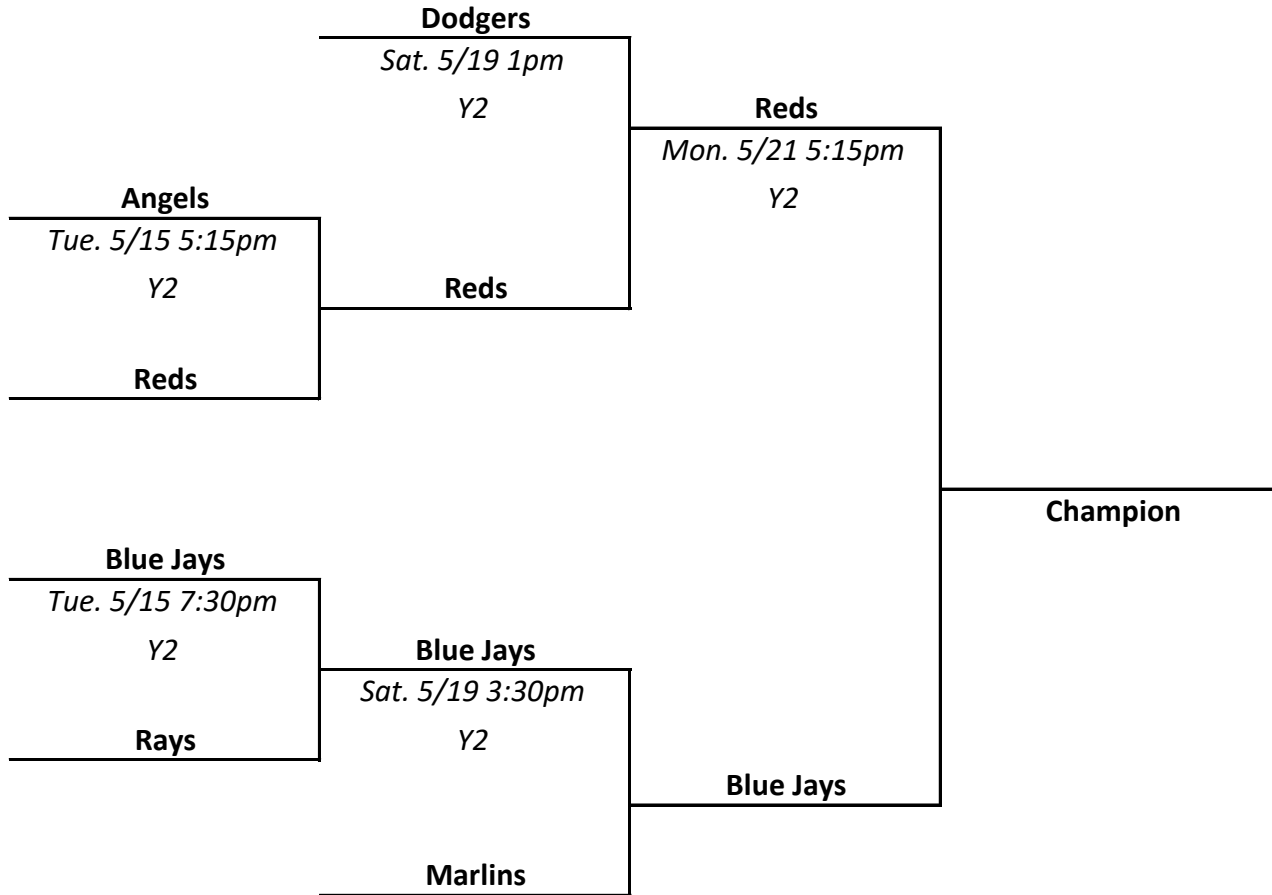 Dodgers
Sat. 5/19 1pm
Y2
Reds
Mon. 5/21 5:15pm
Y2
Angels
Tue. 5/15 5:15pm
Y2
Reds
Reds
Champion
Blue Jays
Tue. 5/15 7:30pm
Y2
Blue Jays
Sat. 5/19 3:30pm
Y2
Rays
Blue Jays
Marlins